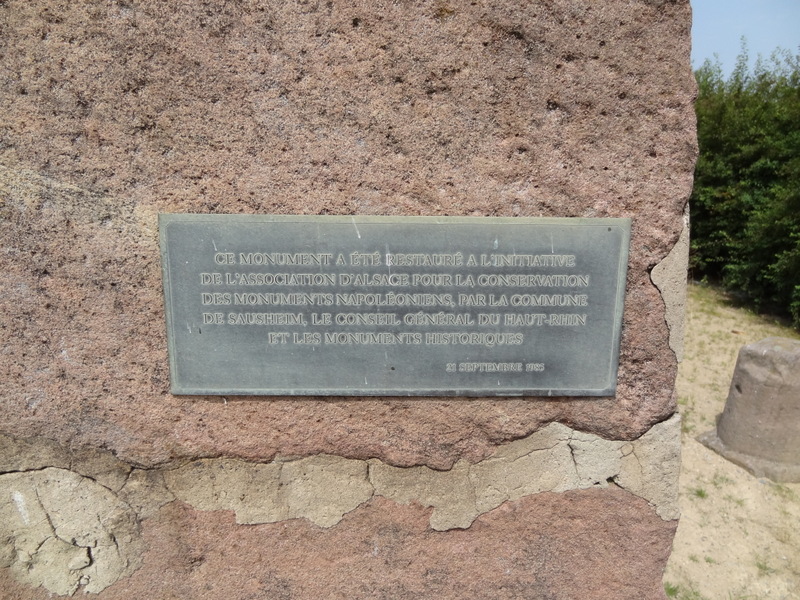 CE MONUMENT A ÉTÉ RESTAURÉ A L'INITIATIVE
DE L'ASSOCIATION D'ALSACE POUR LA CONSERVATION
DES MONUMENTS NAPOLÉONIENS, PAR LA COMMUNE
DE SAUSHEIM, LE CONSEIL GÉNÉRAL DU HAUT-RHIN
ET LES MONUMENTS HISTORIQUES
SEPTEMBRE